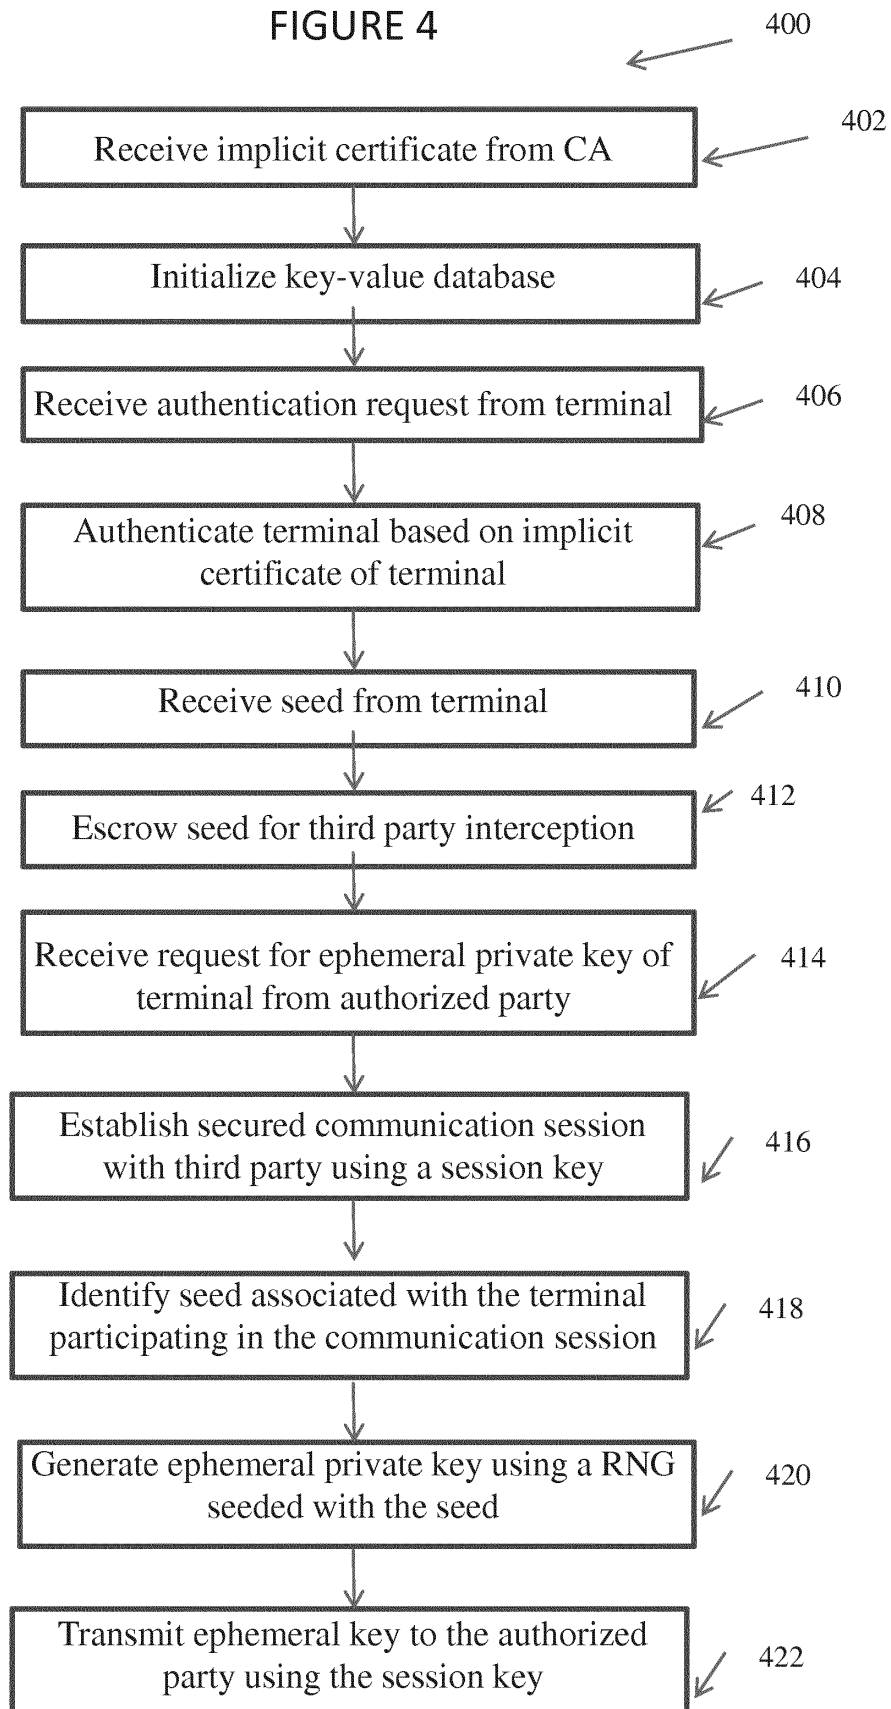 FIGURE 4
400
Receive implicit certificate from CA
402
Initialize key-value database
404
Receive authentication request from terminal
406
Authenticate terminal based on implicit
certificate of terminal
408
Receive seed from terminal
410
Escrow seed for third party interception
412
Receive request for ephemeral private key of
terminal from authorized party
414
Establish secured communication session
with third party using a session key
416
Identify seed associated with the terminal
participating in the communication session
418
Generate ephemeral private key using a RNG
seeded with the seed
420
Transmit ephemeral key to the authorized
party using the session key
422